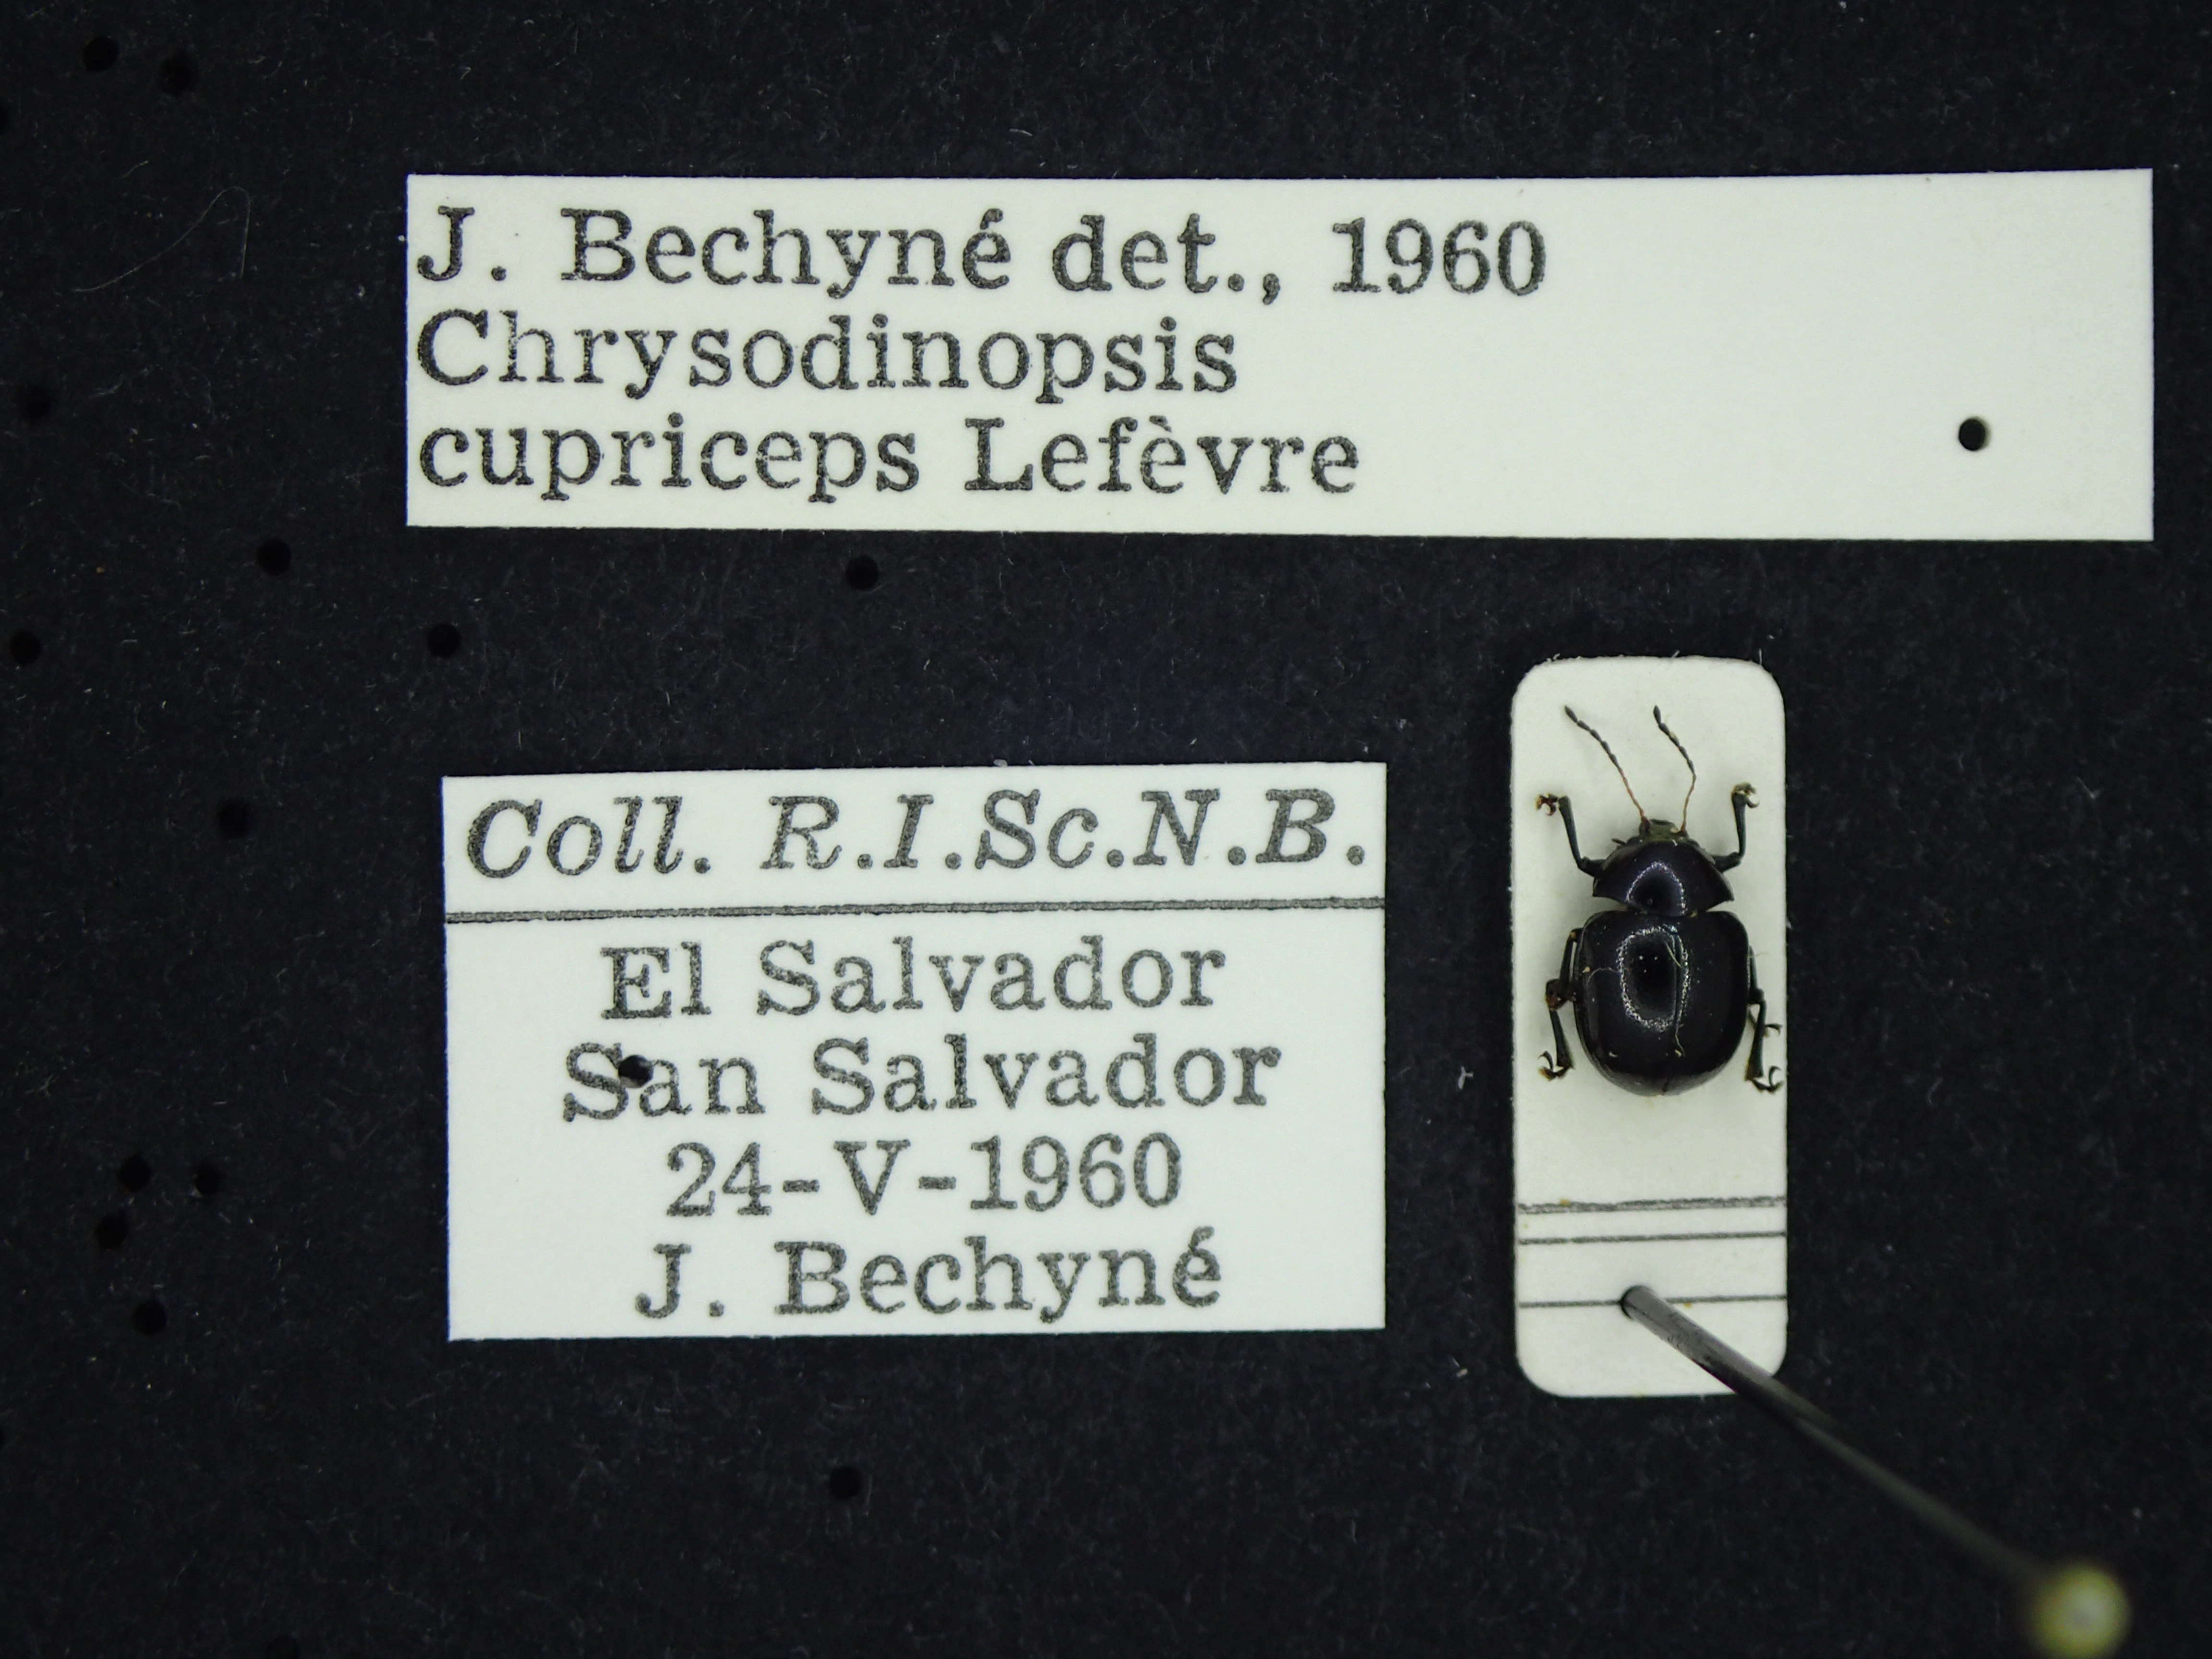 J. Bechyné det., 1960
Chrysodinopsis
cupriceps Lefèvre
Coll. R.I.Sc.N.B.
El Salvador
San Salvador
24-V-1960
J. Bechyné